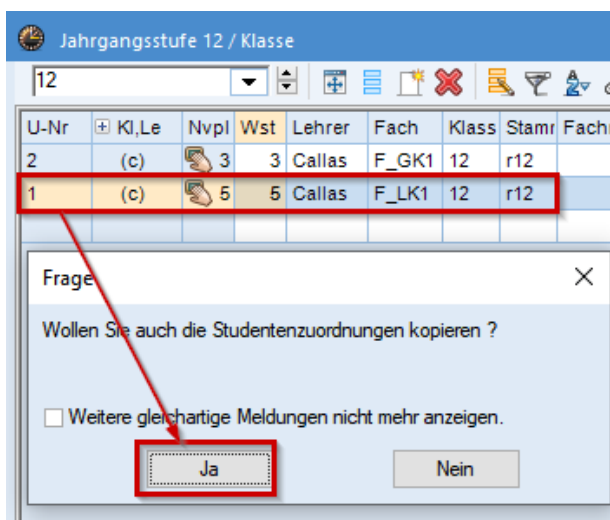 Jahrgangsstufe 12 / Klasse
12
U-Nr Kl,Le Nvpl Wst Lehrer Fach Klass Stamr Fachr
2 (c) 3 3 Callas F_GK1 12 r12
1 (c) 5 5 Callas F_LK1 12 r12
Frage
Wollen Sie auch die Studentenzuordnungen kopieren ?
Weitere gleichartige Meldungen nicht mehr anzeigen.
Ja Nein